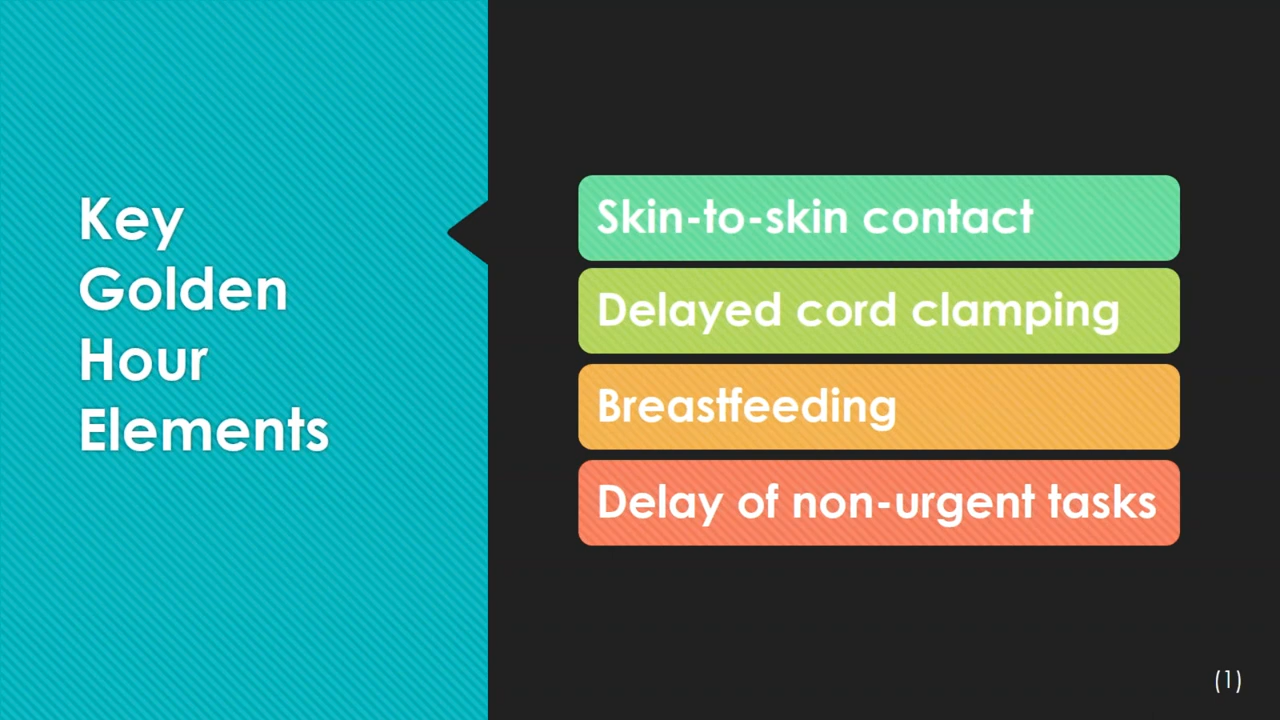 Key
Golden
Hour
Elements
Skin-to-skin contact
Delayed cord clamping
Breastfeeding
Delay of non-urgent tasks
(1)